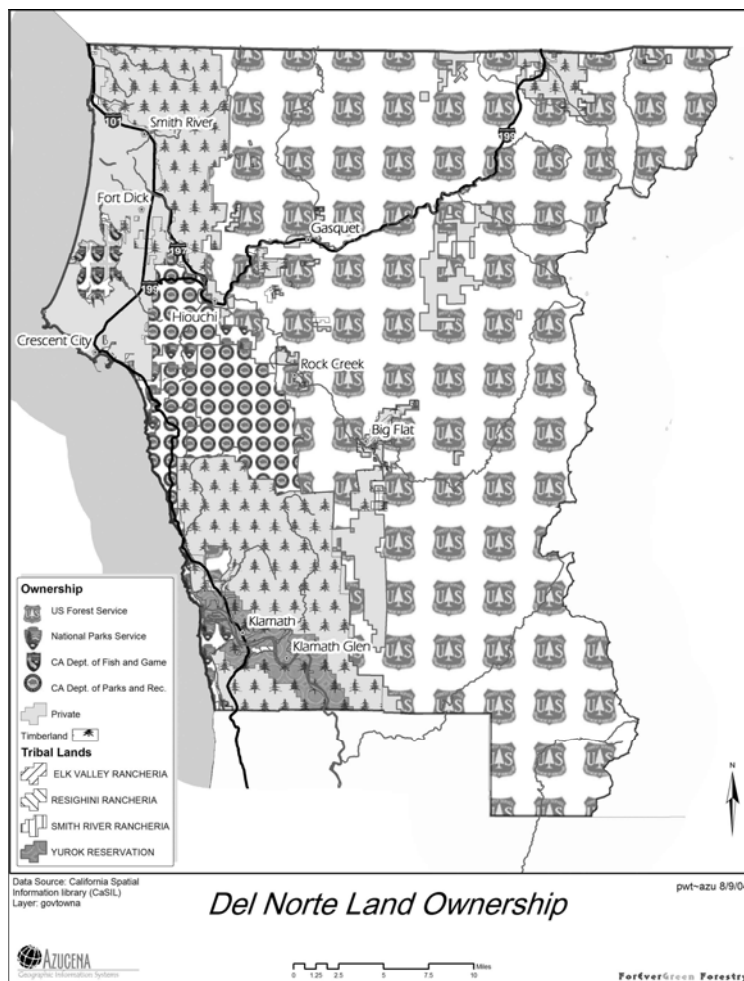 101
Smith River
199
Fort Dick
197
Gasquet
199
Hiouchi
Crescent City
Rock Creek
Big Flat
Ownership
US Forest Service
National Parks Service
CA Dept. of Fish and Game
CA Dept. of Parks and Rec.
Private
Timberland
Tribal Lands
ELK VALLEY RANCHERIA
RESIGHINI RANCHERIA
SMITH RIVER RANCHERIA
YUROK RESERVATION
Klamath
Klamath Glen
N
Data Source: California Spatial
Information library (CaSIL)
Layer: govtowna
Del Norte Land Ownership
pwt~azu 8/9/04
AZUCENA
Geographic Information Systems
Miles
0 1.25 2.5 5 7.5 10
ForEverGreen Forestry